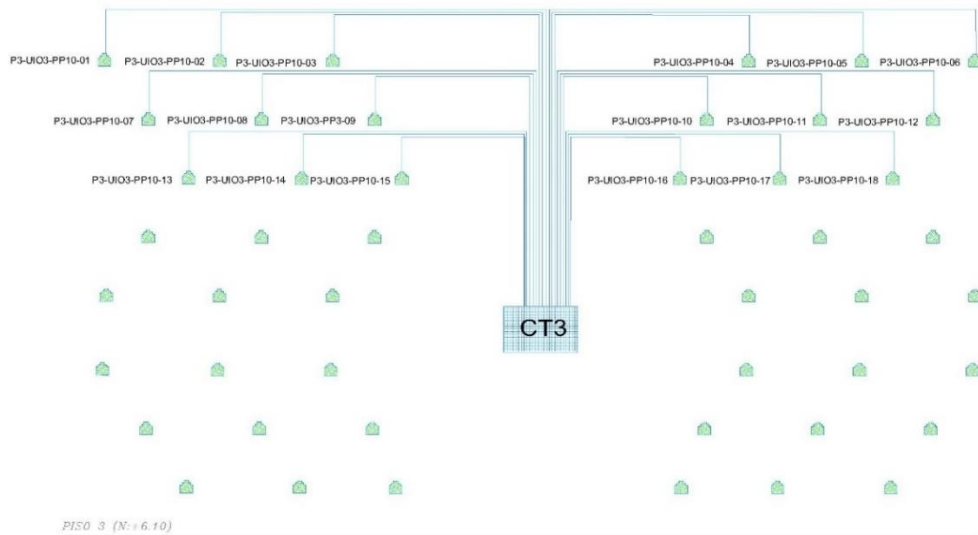 P3-UIO3-PP10-01 P3-UIO3-PP10-02 P3-UIO3-PP10-03 P3-UIO3-PP10-04 P3-UIO3-PP10-05 P3-UIO3-PP10-06
P3-UIO3-PP10-07 P3-UIO3-PP10-08 P3-UIO3-PP3-09 P3-UIO3-PP10-10 P3-UIO3-PP10-11 P3-UIO3-PP10-12
P3-UIO3-PP10-13 P3-UIO3-PP10-14 P3-UIO3-PP10-15 P3-UIO3-PP10-16 P3-UIO3-PP10-17 P3-UIO3-PP10-18
CT3
PISO 3 (N:+6.10)